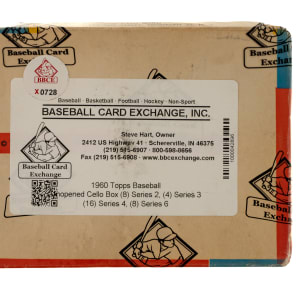 Baseball Card
Exchange
BBCE
X0728
Baseball Basketball Football Hockey Non-Sport
BASEBALL CARD EXCHANGE, INC.
Steve Hart, Owner
2412 US Highway 41 · Schererville, IN 46375
(219) 515-6907 · 800-598-8656
Fax (219) 515-6908 · www.bbcexchange.com
Baseball Card
Exchange
1960 Topps Baseball
Unopened Cello Box (8) Series 2, (4) Series 3
(16) Series 4, (8) Series 6
Baseball Card